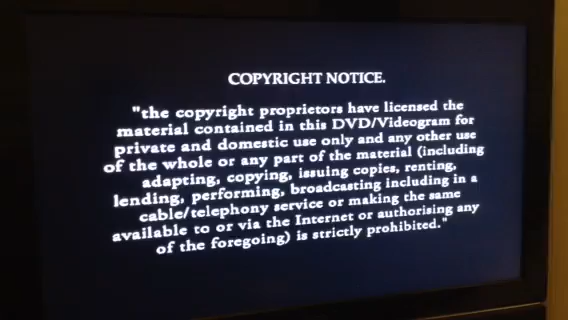 COPYRIGHT NOTICE.
"the copyright proprietors have licensed the
material contained in this DVD/Videogram for
private and domestic use only and any other use
of the whole or any part of the material (including
adapting, copying, issuing copies, renting,
lending, performing, broadcasting including in a
cable/telephony service or making the same
available to or via the Internet or authorising any
of the foregoing) is strictly prohibited."